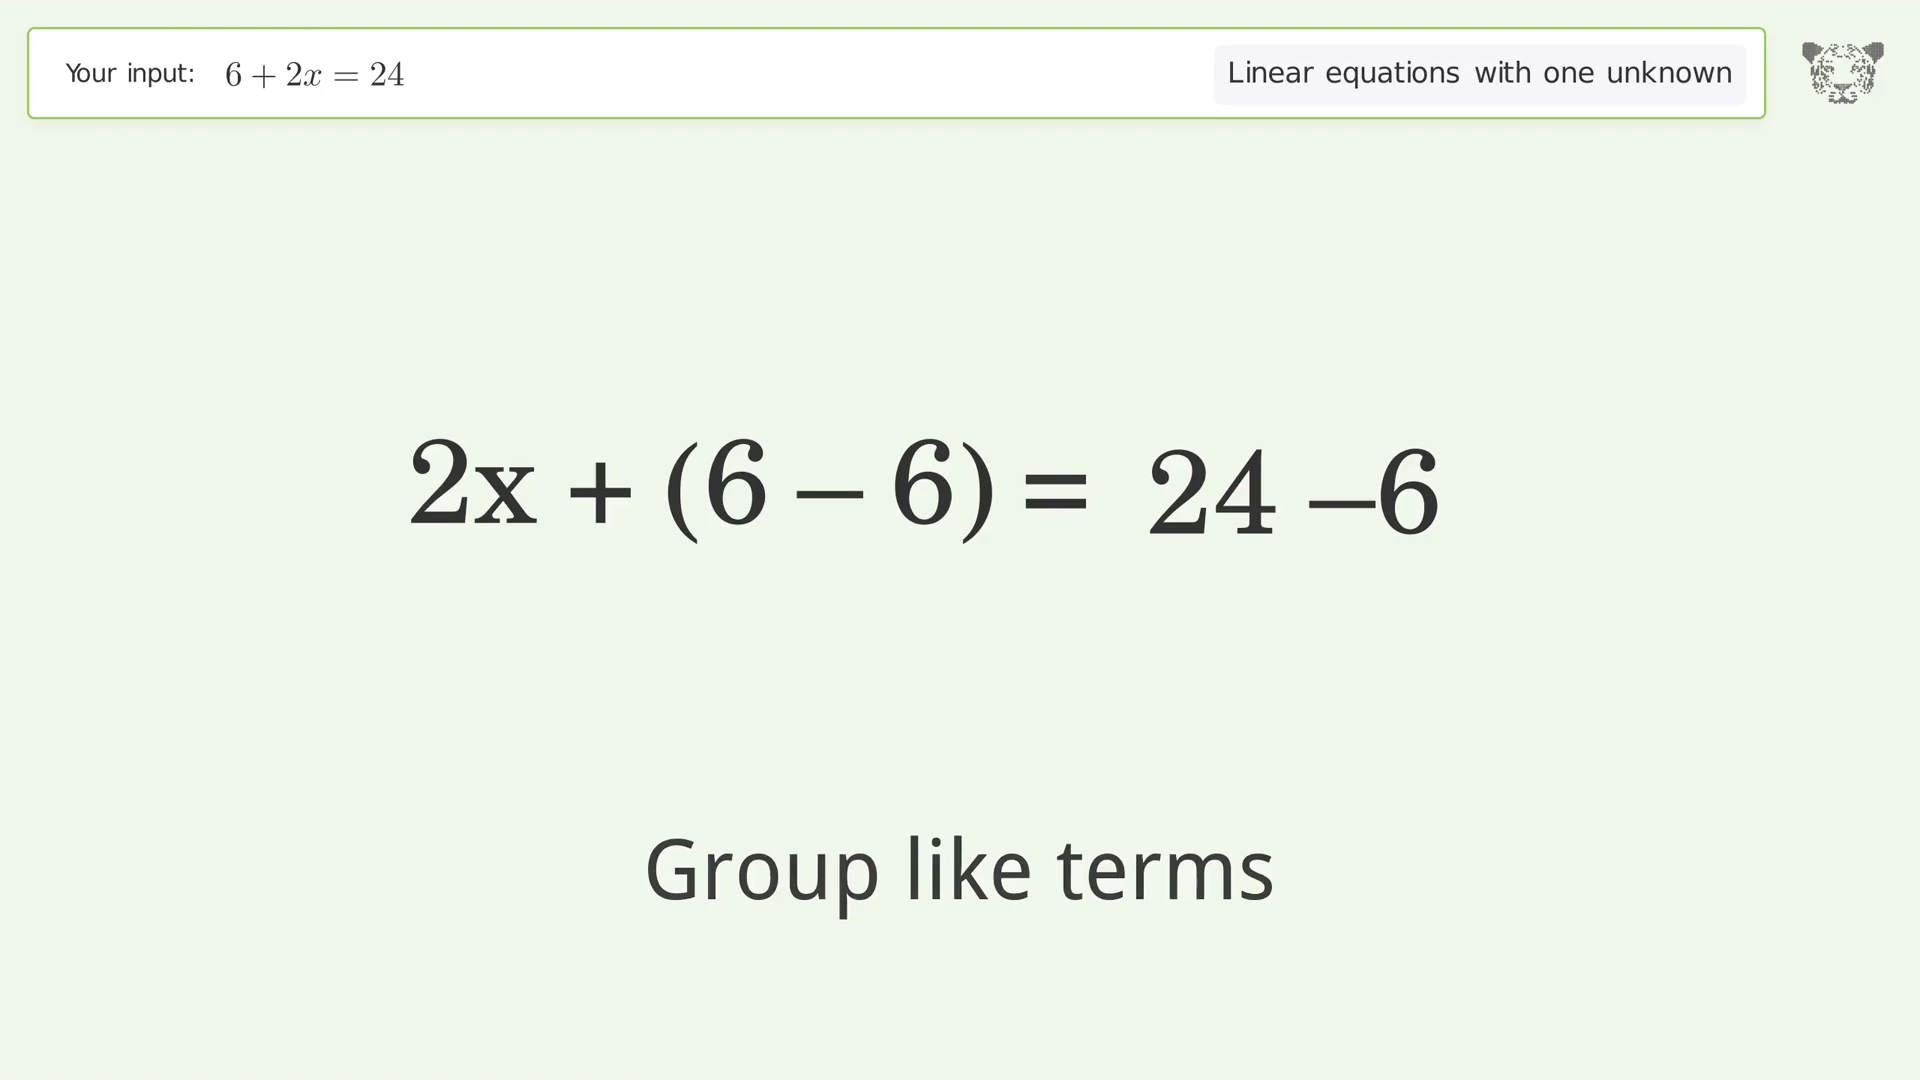 Your input: 6 + 2x = 24
Linear equations with one unknown
2x + (6 – 6) = 24 –6
Group like terms